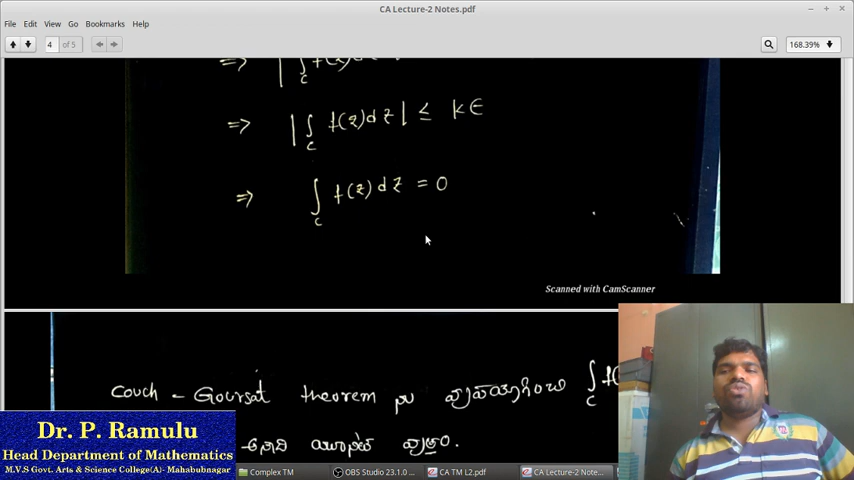 CA Lecture-2 Notes.pdf
File Edit View Go Bookmarks Help
4 of 5
168.39%
=> | ∫
C
=> | ∫ f(z)dz | ≤ k∈
C
=> ∫ f(z)dz = 0
C
Scanned with CamScanner
Couch - Goursat theorem ను ∫
C
Dr. P. Ramulu
Head Department of Mathematics
M.V.S Govt. Arts & Science College(A)- Mahabubnagar
Complex TM
OBS Studio 23.1.0 ...
CA TM L2.pdf
CA Lecture-2 Note...